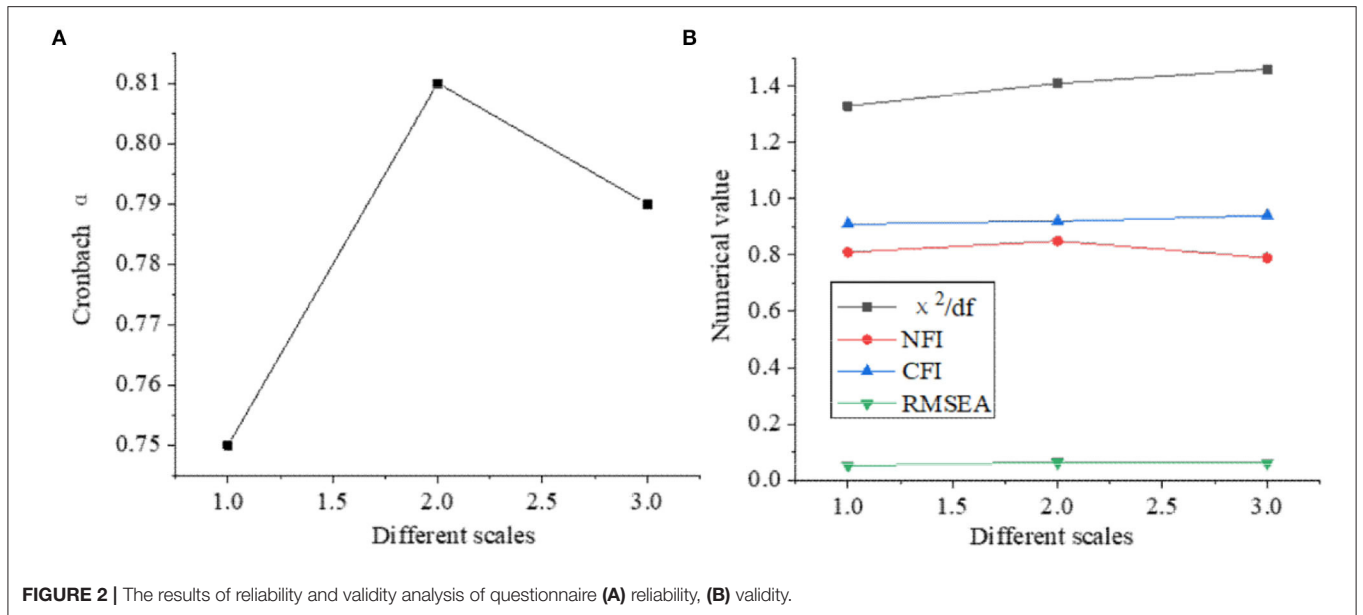 A
0.81
0.80
0.79
0.78
0.77
0.76
0.75
Cronbach α
1.0 1.5 2.0 2.5 3.0
Different scales
B
1.4
1.2
1.0
0.8
0.6
0.4
0.2
0.0
Numerical value
x²/df
NFI
CFI
RMSEA
1.0 1.5 2.0 2.5 3.0
Different scales
FIGURE 2 | The results of reliability and validity analysis of questionnaire (A) reliability, (B) validity.